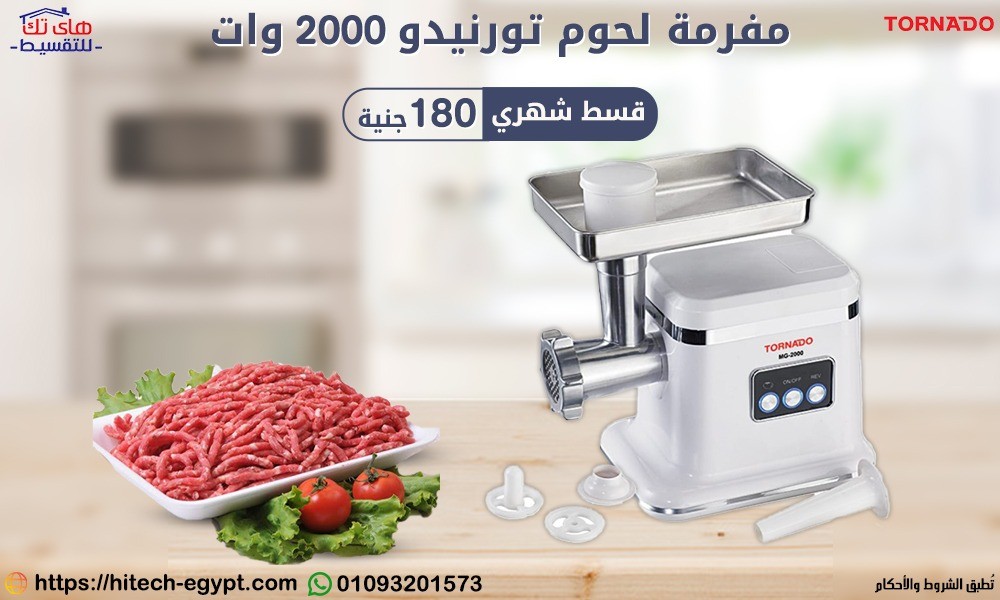 هاى تك
-للتقسيط-
TORNADO
مفرمة لحوم تورنيدو 2000 وات
قسط شهري 180 جنية
TORNADO
MG-2000
ON/OFF REV
https://hitech-egypt.com 01093201573
تُطبق الشروط والأحكام